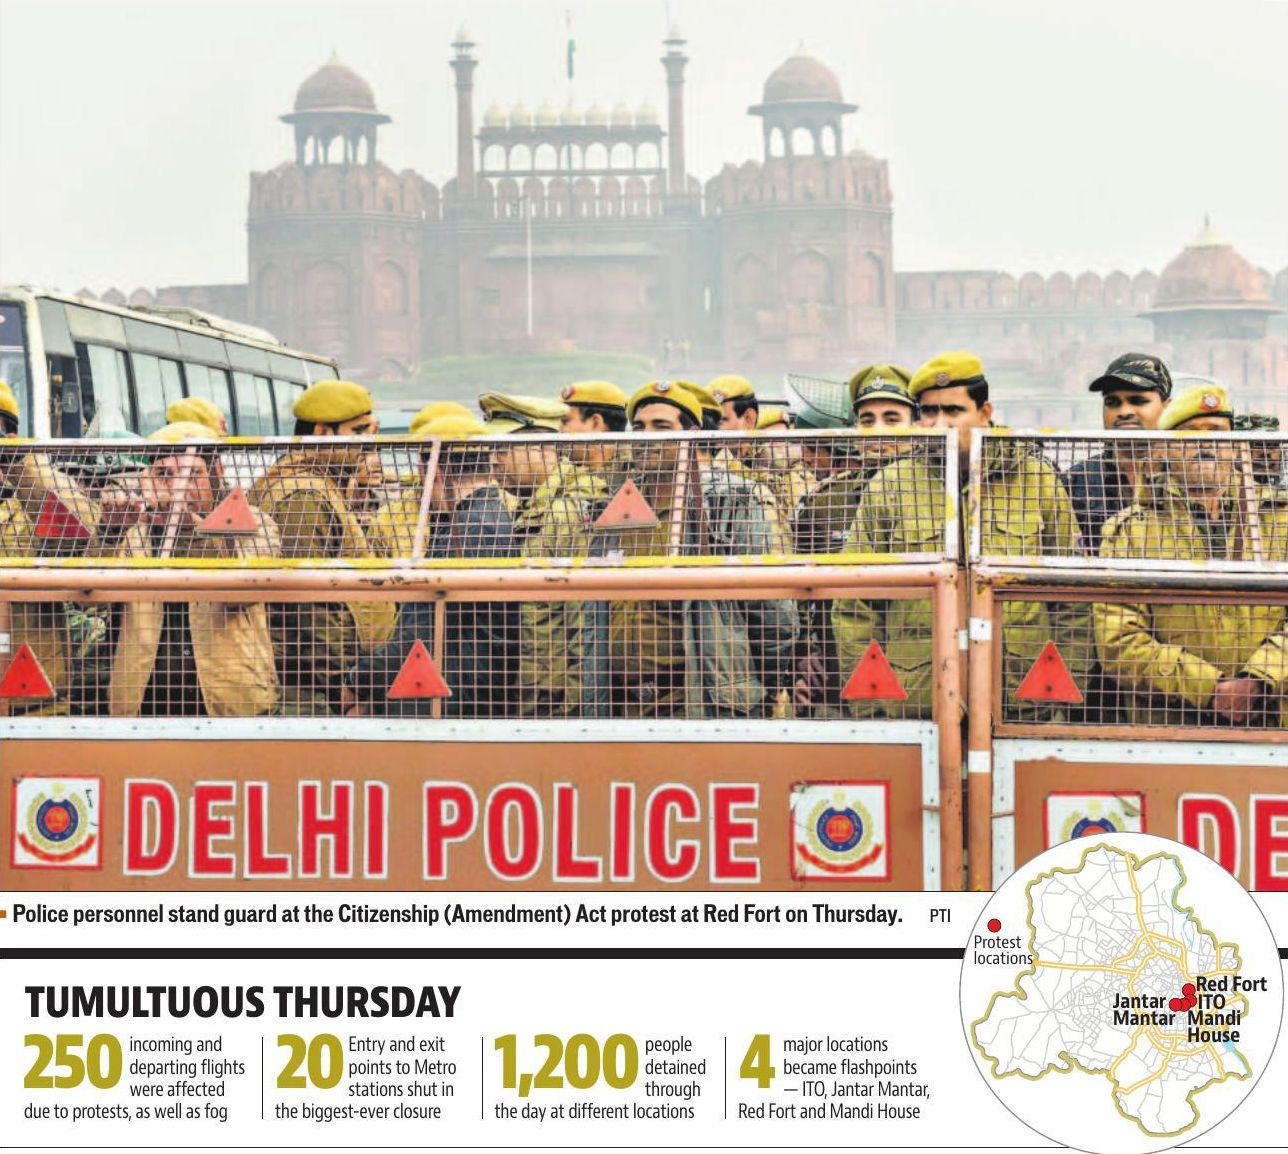 DELHI POLICE
DE
Police personnel stand guard at the Citizenship (Amendment) Act protest at Red Fort on Thursday. PTI
Protest
locations
Red Fort
Jantar
Mantar
ITO
Mandi
House
TUMULTUOUS THURSDAY
250 incoming and
departing flights
were affected
due to protests, as well as fog
20 Entry and exit
points to Metro
stations shut in
the biggest-ever closure
1,200 people
detained
through
the day at different locations
4 major locations
became flashpoints
— ITO, Jantar Mantar,
Red Fort and Mandi House